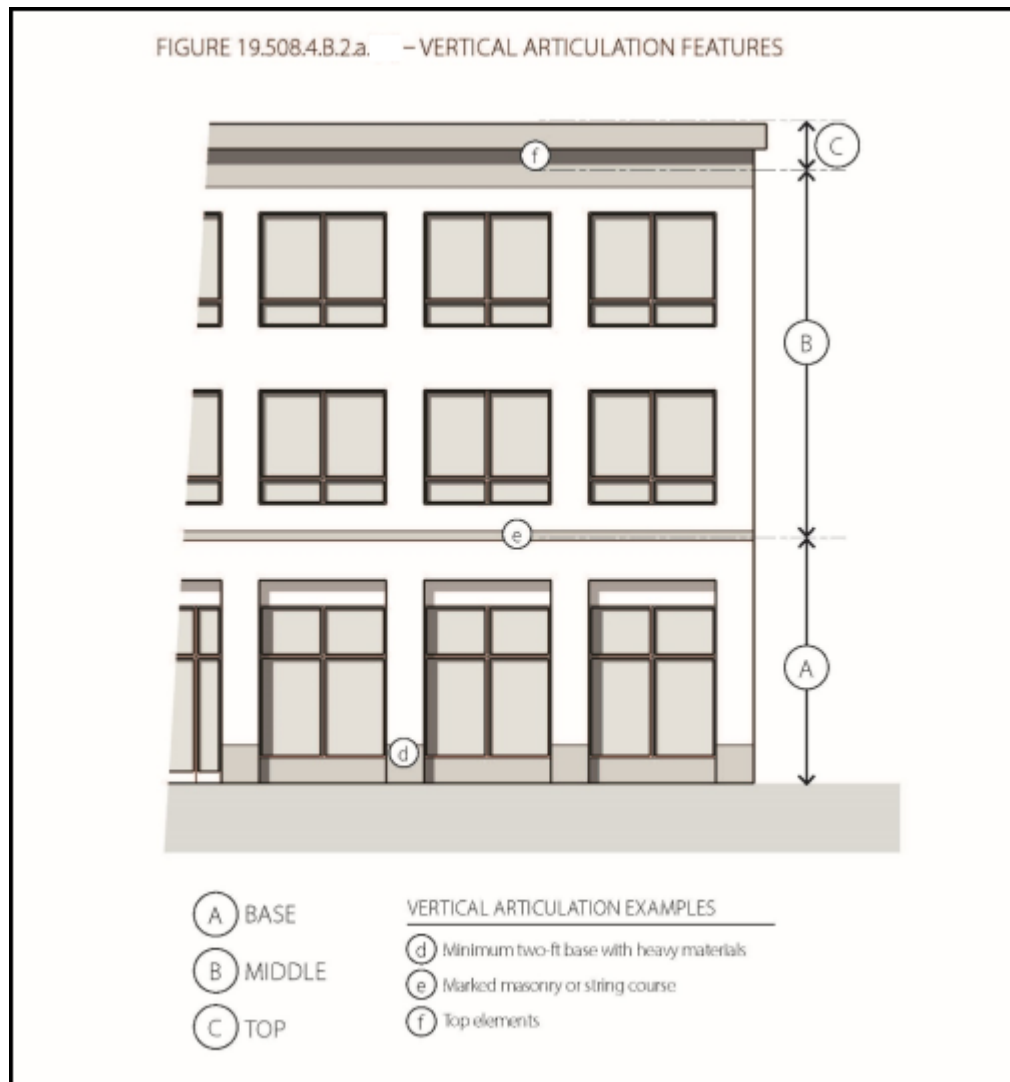 FIGURE 19.508.4.B.2.a. – VERTICAL ARTICULATION FEATURES
C
f
B
e
A
d
A BASE
B MIDDLE
C TOP
VERTICAL ARTICULATION EXAMPLES
d Minimum two-ft base with heavy materials
e Marked masonry or string course
f Top elements